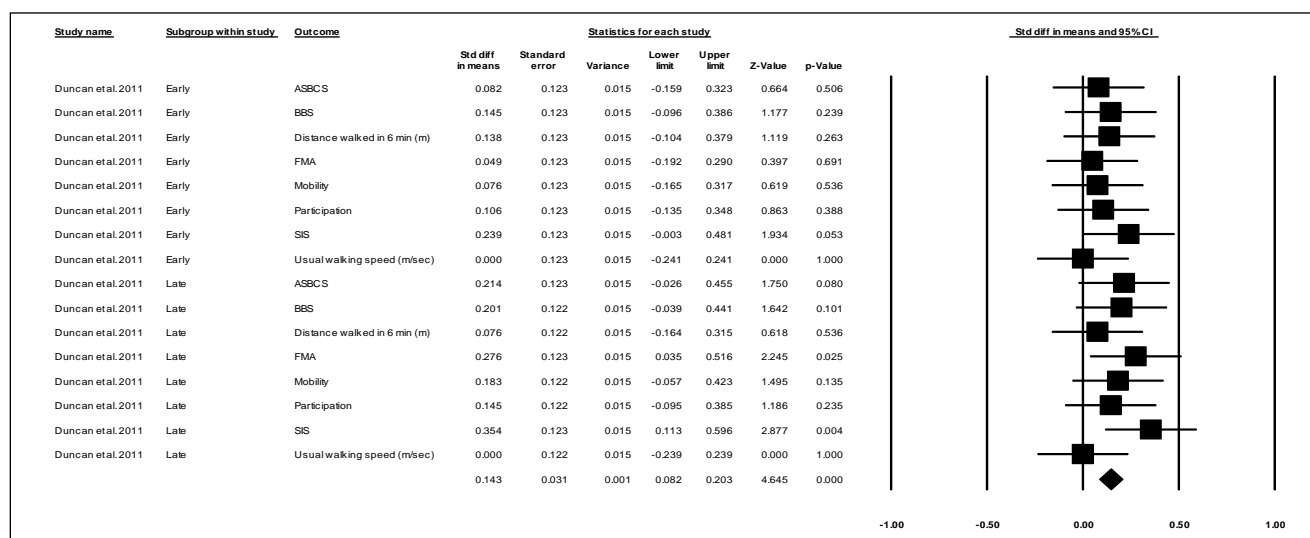 Study name Subgroup within study Outcome Statistics for each study Std diff in means and 95% CI
Std diff in means Standard error Variance Lower limit Upper limit Z-Value p-Value
Duncan et al. 2011 Early ASBCS 0.082 0.123 0.015 -0.159 0.323 0.664 0.506
Duncan et al. 2011 Early BBS 0.145 0.123 0.015 -0.096 0.386 1.177 0.239
Duncan et al. 2011 Early Distance walked in 6 min (m) 0.138 0.123 0.015 -0.104 0.379 1.119 0.263
Duncan et al. 2011 Early FMA 0.049 0.123 0.015 -0.192 0.290 0.397 0.691
Duncan et al. 2011 Early Mobility 0.076 0.123 0.015 -0.165 0.317 0.619 0.536
Duncan et al. 2011 Early Participation 0.106 0.123 0.015 -0.135 0.348 0.863 0.388
Duncan et al. 2011 Early SIS 0.239 0.123 0.015 -0.003 0.481 1.934 0.053
Duncan et al. 2011 Early Usual walking speed (m/sec) 0.000 0.123 0.015 -0.241 0.241 0.000 1.000
Duncan et al. 2011 Late ASBCS 0.214 0.123 0.015 -0.026 0.455 1.750 0.080
Duncan et al. 2011 Late BBS 0.201 0.122 0.015 -0.039 0.441 1.642 0.101
Duncan et al. 2011 Late Distance walked in 6 min (m) 0.076 0.122 0.015 -0.164 0.315 0.618 0.536
Duncan et al. 2011 Late FMA 0.276 0.123 0.015 0.035 0.516 2.245 0.025
Duncan et al. 2011 Late Mobility 0.183 0.122 0.015 -0.057 0.423 1.495 0.135
Duncan et al. 2011 Late Participation 0.145 0.122 0.015 -0.095 0.385 1.186 0.235
Duncan et al. 2011 Late SIS 0.354 0.123 0.015 0.113 0.596 2.877 0.004
Duncan et al. 2011 Late Usual walking speed (m/sec) 0.000 0.122 0.015 -0.239 0.239 0.000 1.000
0.143 0.031 0.001 0.082 0.203 4.645 0.000
-1.00 -0.50 0.00 0.50 1.00